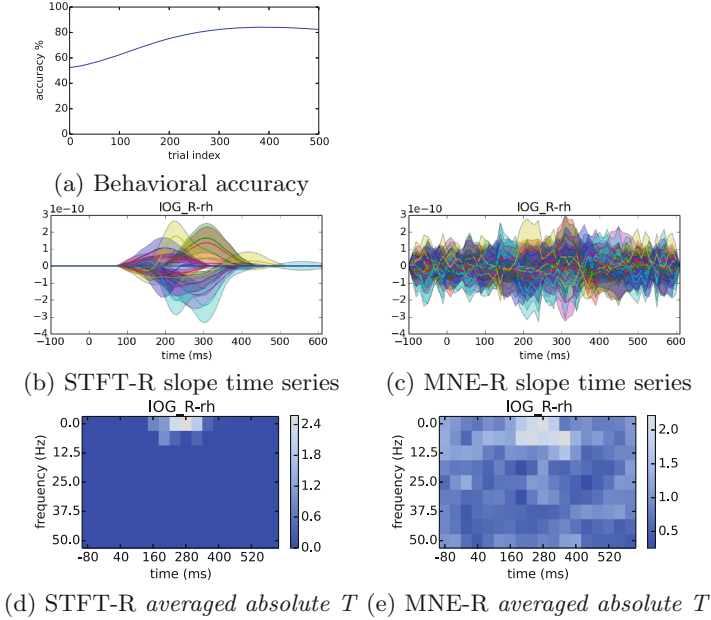 100
80
60
40
20
0
accuracy %
0 100 200 300 400 500
trial index
(a) Behavioral accuracy
IOG_R-rh
1e−10
3
2
1
0
−1
−2
−3
−4
−100 0 100 200 300 400 500 600
time (ms)
(b) STFT-R slope time series
IOG_R-rh
1e−10
3
2
1
0
−1
−2
−3
−4
−100 0 100 200 300 400 500 600
time (ms)
(c) MNE-R slope time series
IOG_R-rh
0.0
12.5
25.0
37.5
50.0
frequency (Hz)
-80 40 160 280 400 520
time (ms)
2.4
1.8
1.2
0.6
0.0
(d) STFT-R averaged absolute T
IOG_R-rh
0.0
12.5
25.0
37.5
50.0
frequency (Hz)
-80 40 160 280 400 520
time (ms)
2.0
1.5
1.0
0.5
(e) MNE-R averaged absolute T